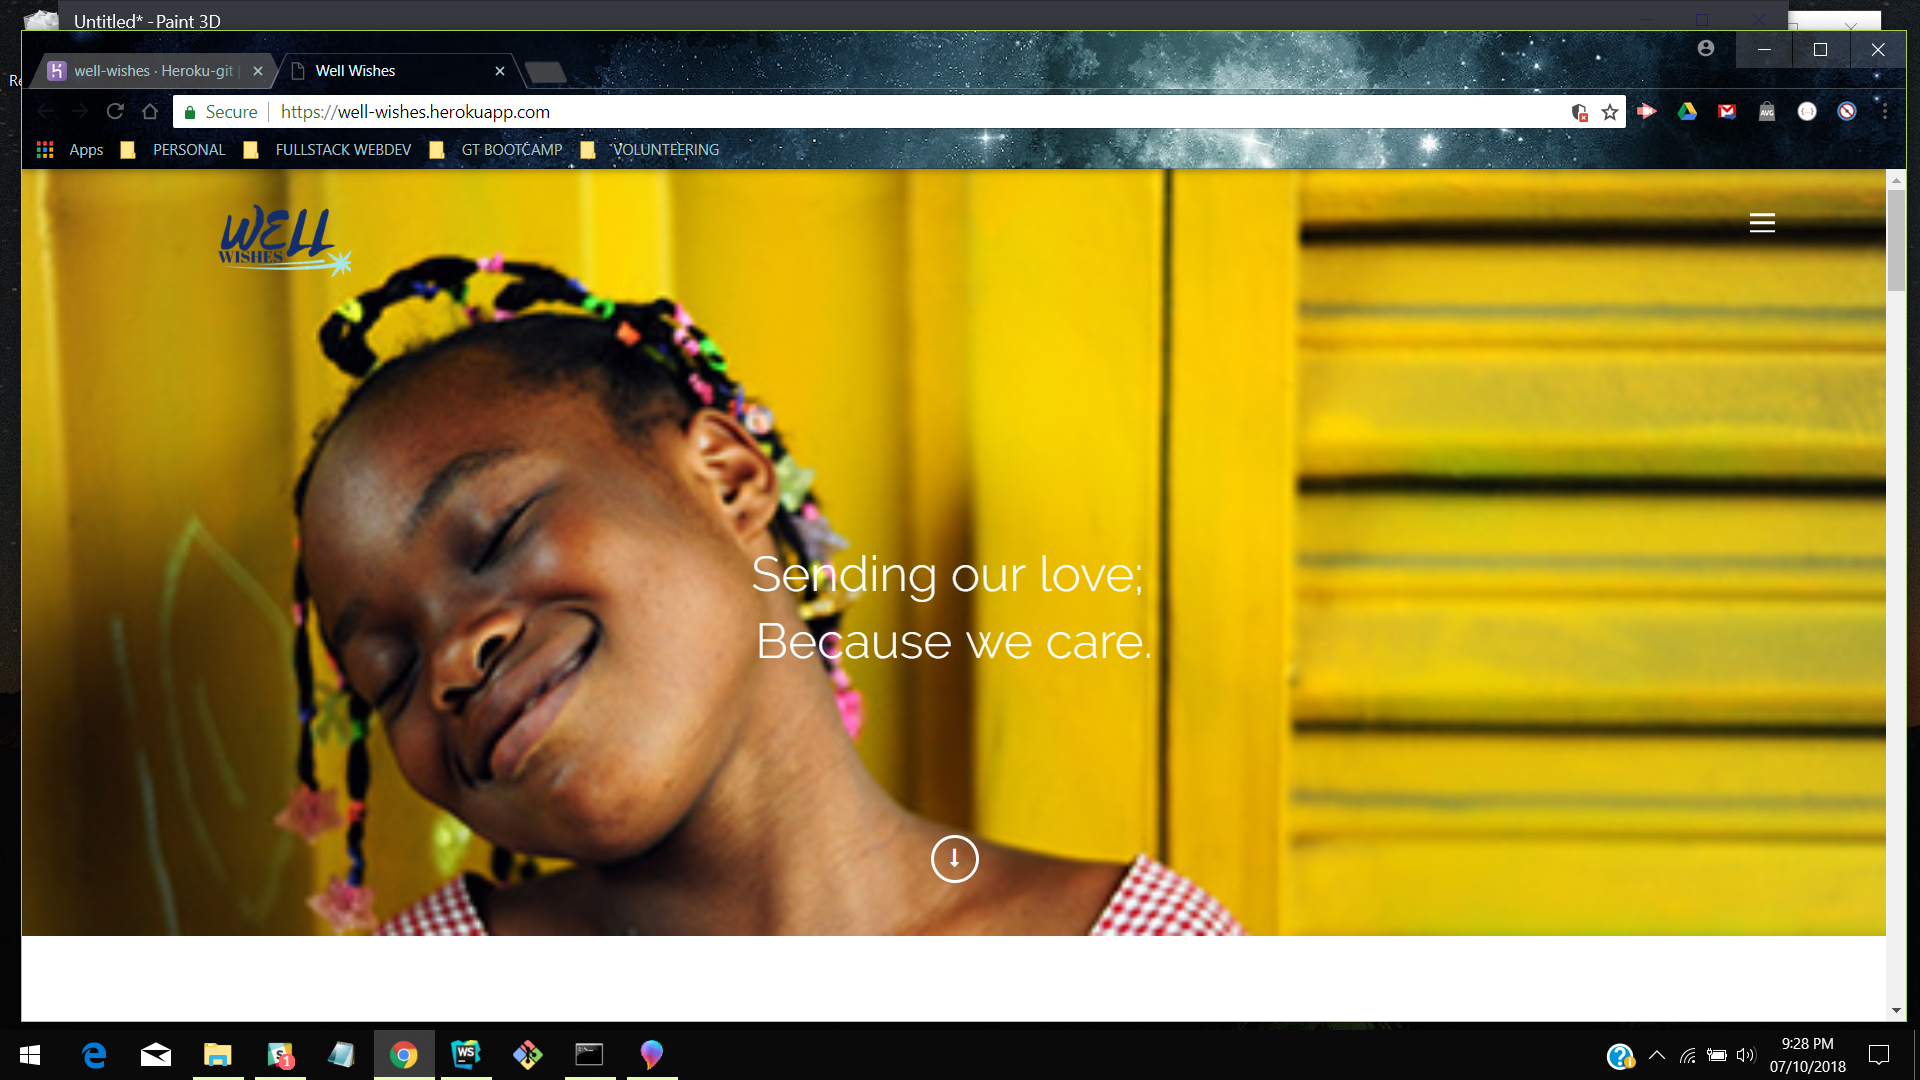 Untitled* - Paint 3D
well-wishes · Heroku-git |
Well Wishes
Secure
https://well-wishes.herokuapp.com
Apps
PERSONAL
FULLSTACK WEBDEV
GT BOOTCAMP
VOLUNTEERING
WELL
WISHES
Sending our love;
Because we care.
9:28 PM
07/10/2018